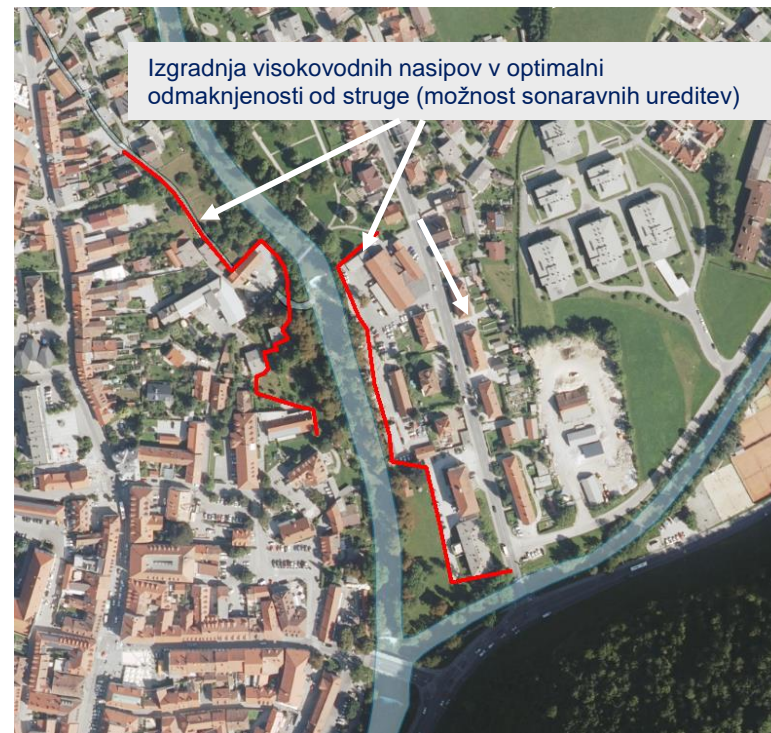 Izgradnja visokovodnih nasipov v optimalni
odmaknjenosti od struge (možnost sonaravnih ureditev)